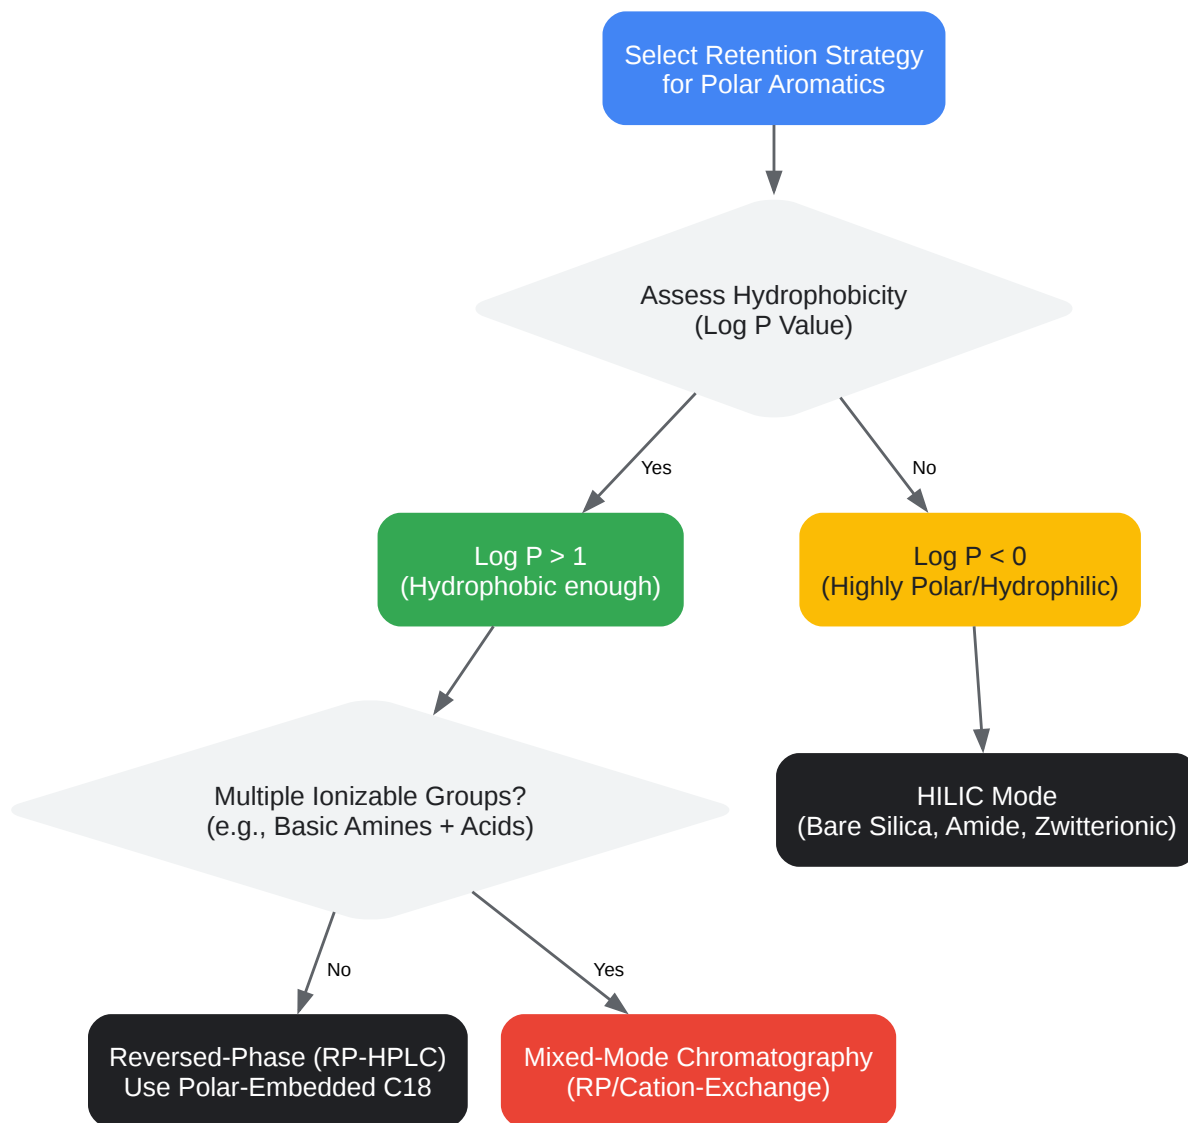 Select Retention Strategy
for Polar Aromatics
Assess Hydrophobicity
(Log P Value)
Yes
No
Log P > 1
(Hydrophobic enough)
Log P < 0
(Highly Polar/Hydrophilic)
Multiple Ionizable Groups?
(e.g., Basic Amines + Acids)
HILIC Mode
(Bare Silica, Amide, Zwitterionic)
No
Yes
Reversed-Phase (RP-HPLC)
Use Polar-Embedded C18
Mixed-Mode Chromatography
(RP/Cation-Exchange)